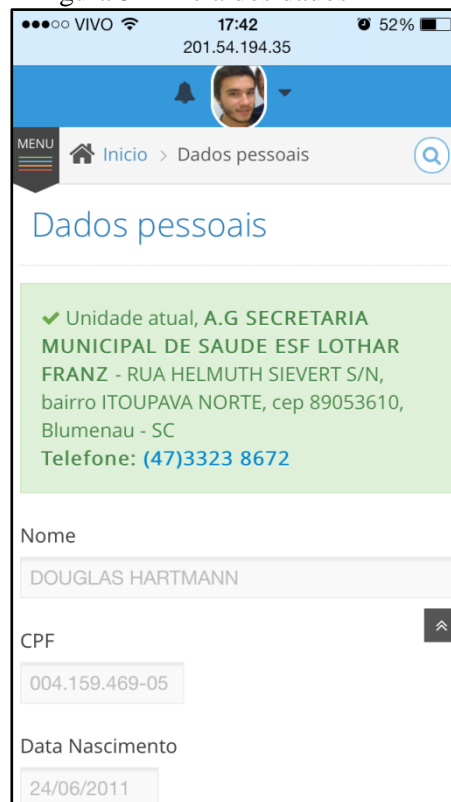 VIVO 17:42 52%
201.54.194.35
MENU
Inicio > Dados pessoais
Dados pessoais
Unidade atual, A.G SECRETARIA
MUNICIPAL DE SAUDE ESF LOTHAR
FRANZ - RUA HELMUTH SIEVERT S/N,
bairro ITOUPAVA NORTE, cep 89053610,
Blumenau - SC
Telefone: (47)3323 8672
Nome
DOUGLAS HARTMANN
CPF
004.159.469-05
Data Nascimento
24/06/2011